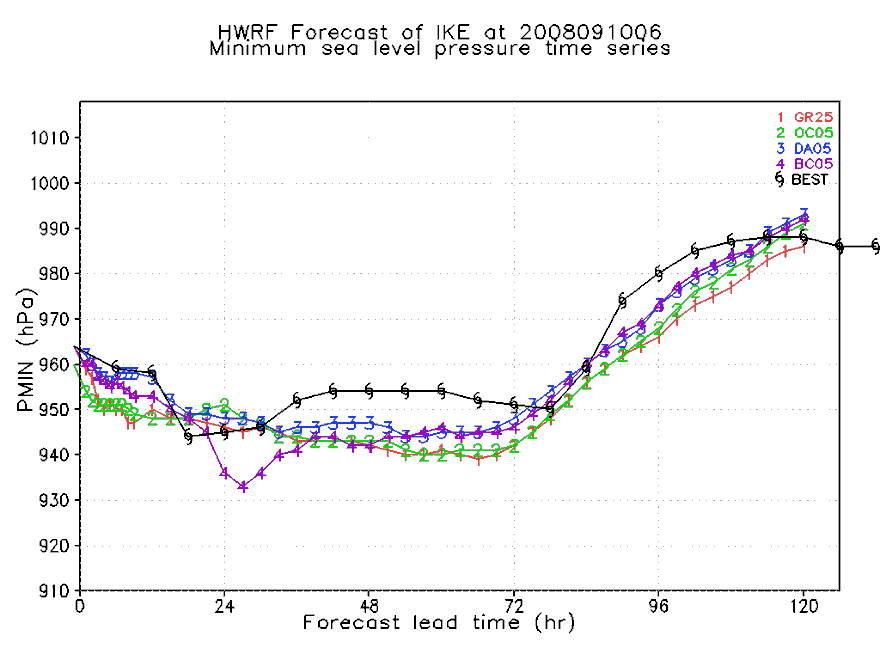 HWRF Forecast of IKE at 2008091006
Minimum sea level pressure time series
1 GR25
2 OC05
3 DA05
4 BC05
BEST
1010
1000
990
980
970
960
950
940
930
920
910
PMIN (hPa)
0 24 48 72 96 120
Forecast lead time (hr)